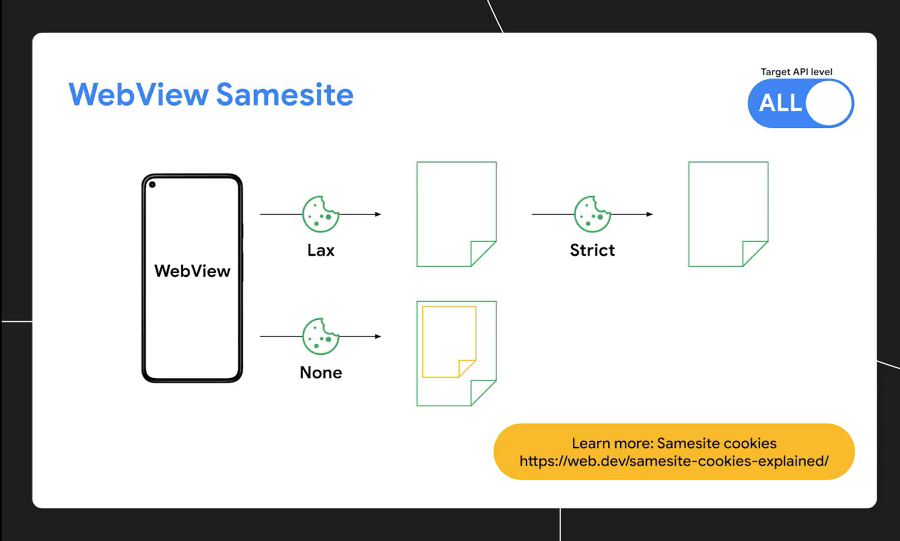 WebView Samesite
Target API level
ALL
WebView
Lax
Strict
None
Learn more: Samesite cookies
https://web.dev/samesite-cookies-explained/